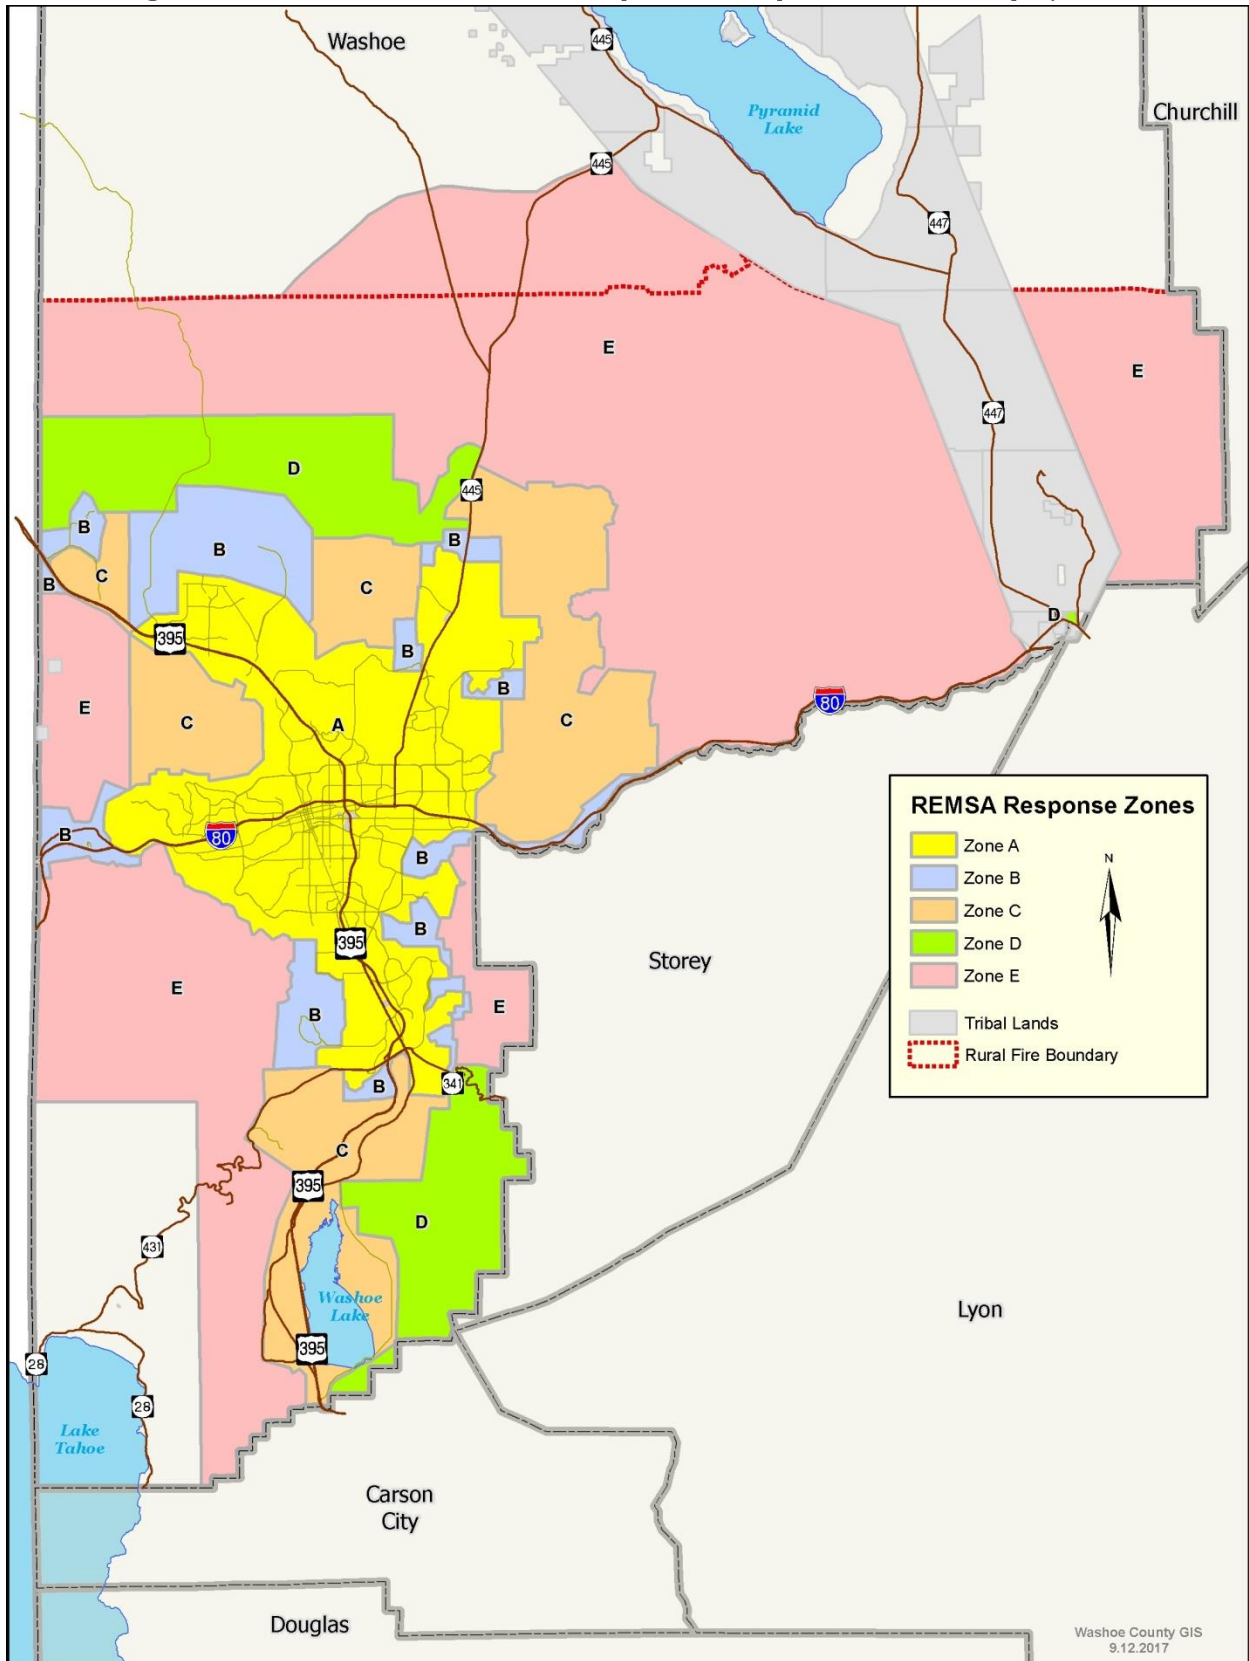 Washoe
445
Pyramid
Lake
Churchill
445
447
E
E
447
D
445
B
B
B
C
B
C
D
395
B
B
E
C
A
C
80
B
80
B
B
395
Storey
E
B
E
B
341
C
395
D
431
Washoe
Lake
Lyon
395
28
28
Lake
Tahoe
Carson
City
Douglas
REMSA Response Zones
Zone A
Zone B
Zone C
Zone D
Zone E
Tribal Lands
Rural Fire Boundary
N
Washoe County GIS
9.12.2017